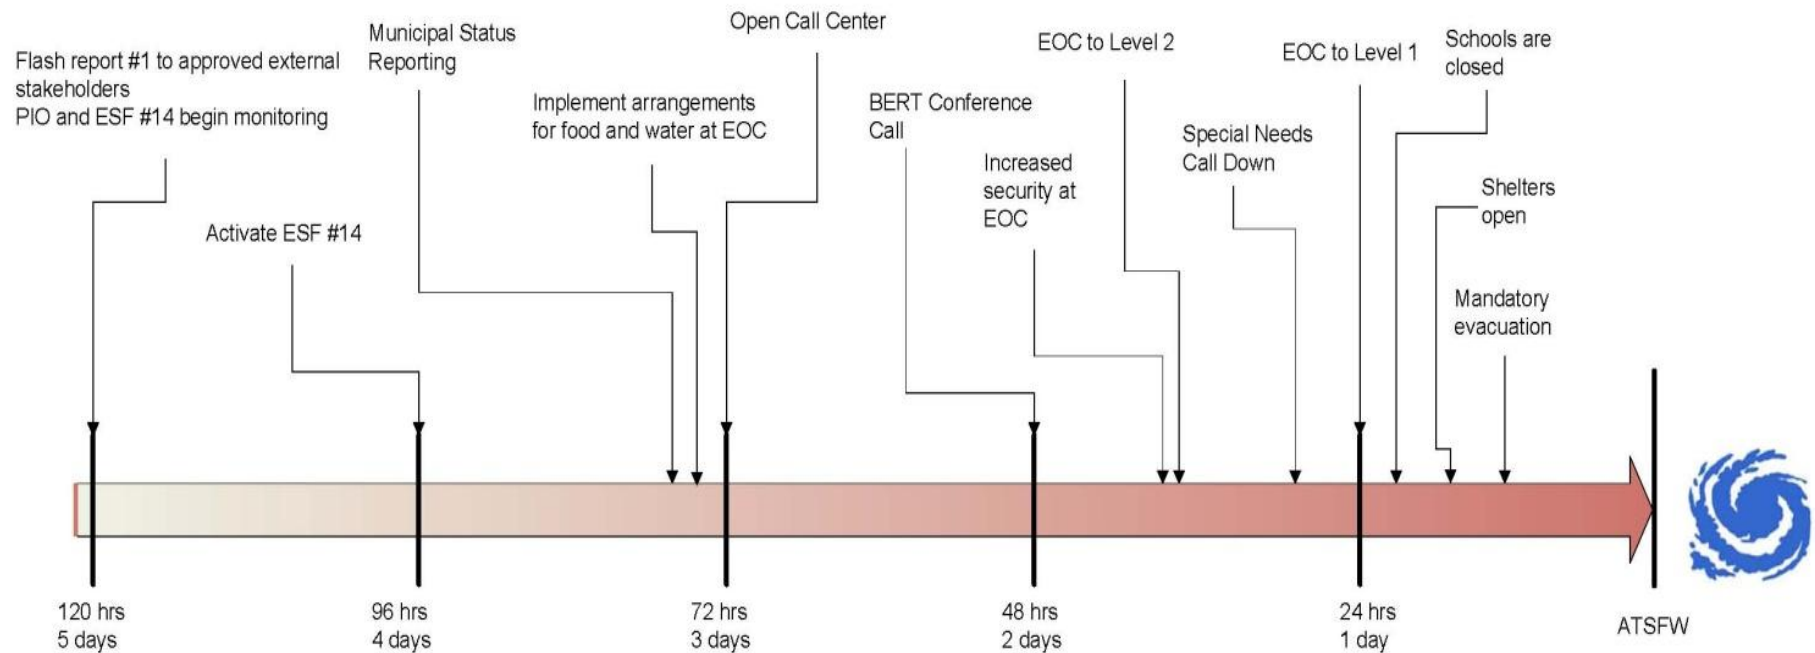 Flash report #1 to approved external
stakeholders
PIO and ESF #14 begin monitoring
Activate ESF #14
Municipal Status
Reporting
Implement arrangements
for food and water at EOC
Open Call Center
BERT Conference
Call
Increased
security at
EOC
EOC to Level 2
Special Needs
Call Down
EOC to Level 1
Schools are
closed
Shelters
open
Mandatory
evacuation
120 hrs
5 days
96 hrs
4 days
72 hrs
3 days
48 hrs
2 days
24 hrs
1 day
ATSFW